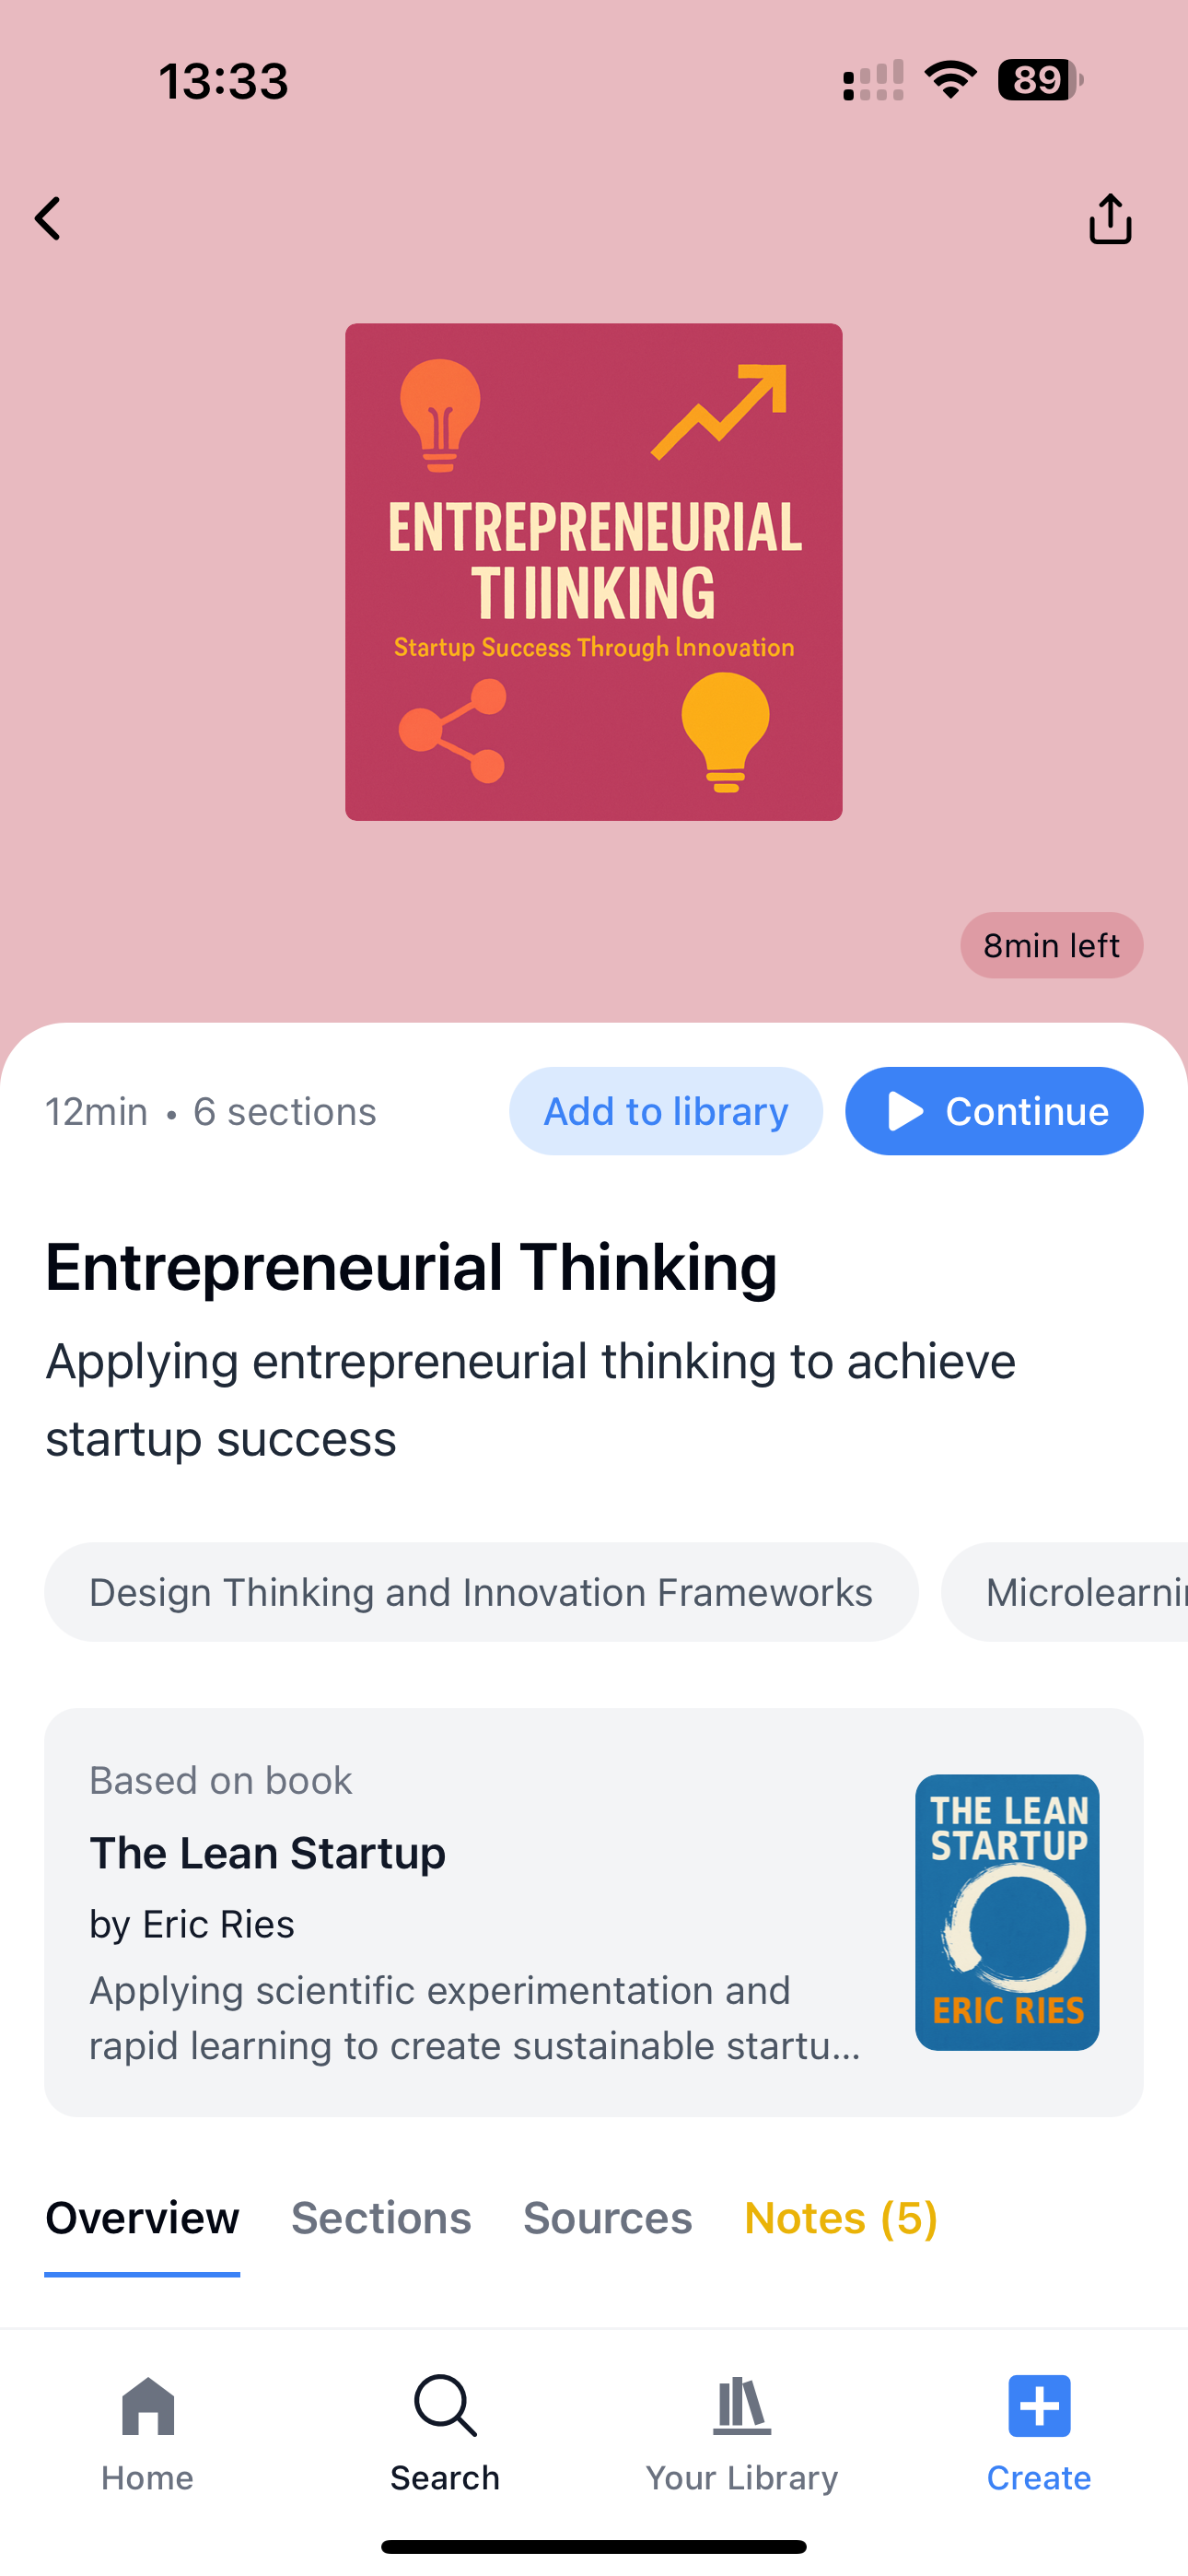 13:33
89
ENTREPRENEURIAL
TIIINKING
Startup Success Through lnnovation
8min left
12min • 6 sections
Add to library
Continue
Entrepreneurial Thinking
Applying entrepreneurial thinking to achieve
startup success
Design Thinking and Innovation Frameworks
Based on book
The Lean Startup
by Eric Ries
Applying scientific experimentation and
rapid learning to create sustainable startu...
THE LEAN
STARTUP
ERIC RIES
Overview
Sections
Sources
Notes (5)
Home
Search
Your Library
Create